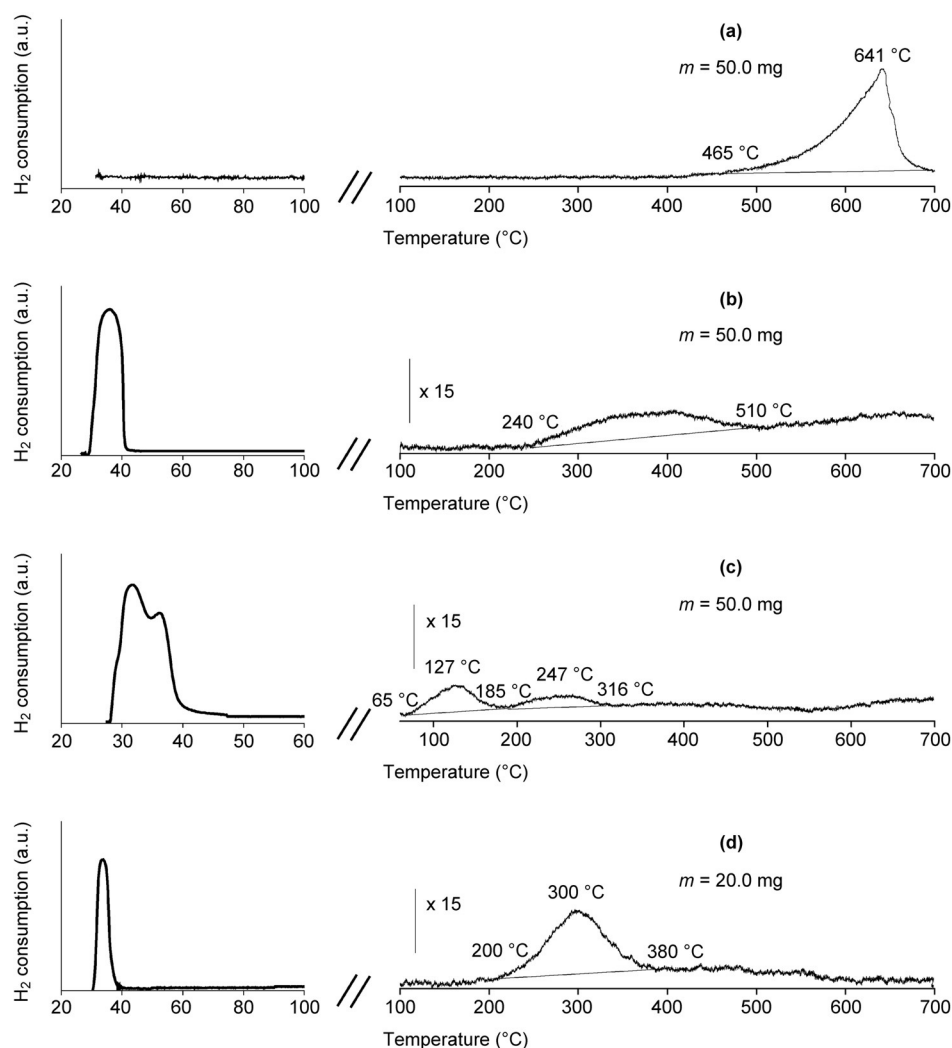 H2 consumption (a.u.)
(a)
641 °C
m = 50.0 mg
465 °C
20 40 60 80 100
100 200 300 400 500 600 700
Temperature (°C)
H2 consumption (a.u.)
(b)
m = 50.0 mg
x 15
240 °C
510 °C
20 40 60 80 100
100 200 300 400 500 600 700
Temperature (°C)
H2 consumption (a.u.)
(c)
m = 50.0 mg
x 15
127 °C
247 °C
65 °C
185 °C
316 °C
20 30 40 60
100 200 300 400 500 600 700
Temperature (°C)
H2 consumption (a.u.)
(d)
m = 20.0 mg
x 15
300 °C
200 °C
380 °C
20 40 60 80 100
100 200 300 400 500 600 700
Temperature (°C)